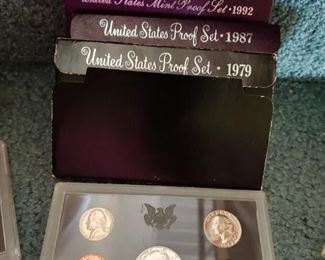 United States Mint Proof Set · 1992
United States Proof Set · 1987
United States Proof Set · 1979